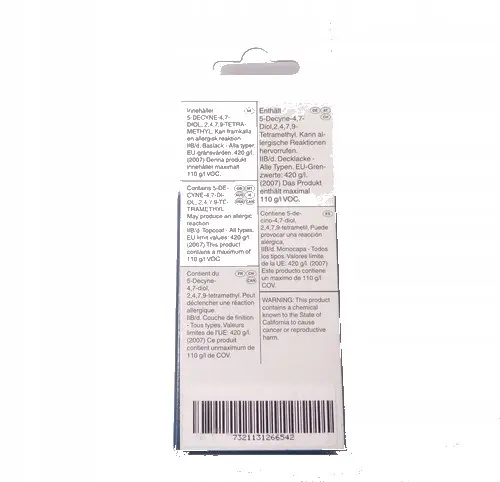 Innehåller
5-DECYNE-4,7-
DIOL, 2,4,7,9-TETRA-
METHYL. Kan framkalla
en allergisk reaktion
IIB/d. Baslack - Alla typer.
EU gränsvärden: 420 g/l.
(2007) Denna produkt
innehåller maximalt
110 g/l VOC.
Enthält
5-Decyne-4,7-
Diol,2,4,7,9-
Tetramethyl. Kann al-
lergische Reaktionen
hervorrufen.
IIB/d. Decklacke -
Alle Typen. EU-Gren-
zwerte: 420 g/l.
(2007) Das Produkt
enthält maximal
110 g/l VOC.
Contains 5-DE-
CYNE-4,7-DI-
OL, 2,4,7,9-TE-
TRAMETHYL
May produce an allergic
reaction
IIB/d. Topcoat - All types.
EU limit values: 420 g/l.
(2007) This product
contains a maximum of
110 g/l VOC
Contiene 5-de-
cino-4,7-diol,
2,4,7,9-tetrametil. Puede
provocar una reacción
alérgica.
IIB/d. Monocapa - Todos
los tipos. Valores límite
de la UE: 420 g/l. (2007)
Este producto contiene
un maximo de 110 g/l
COV.
Contient du
5-Decyne-
4,7-diol,
2,4,7,9-tetramethyl. Peut
déclencher une réaction
allergique.
IIB/d. Couche de finition
- Tous types. Valeurs
limites de l'UE: 420 g/l.
(2007) Ce produit
contient unmaximum de
110 g/l de COV.
WARNING: This product
contains a chemical
known to the State of
California to cause
cancer or reproductive
harm.
7321131266542